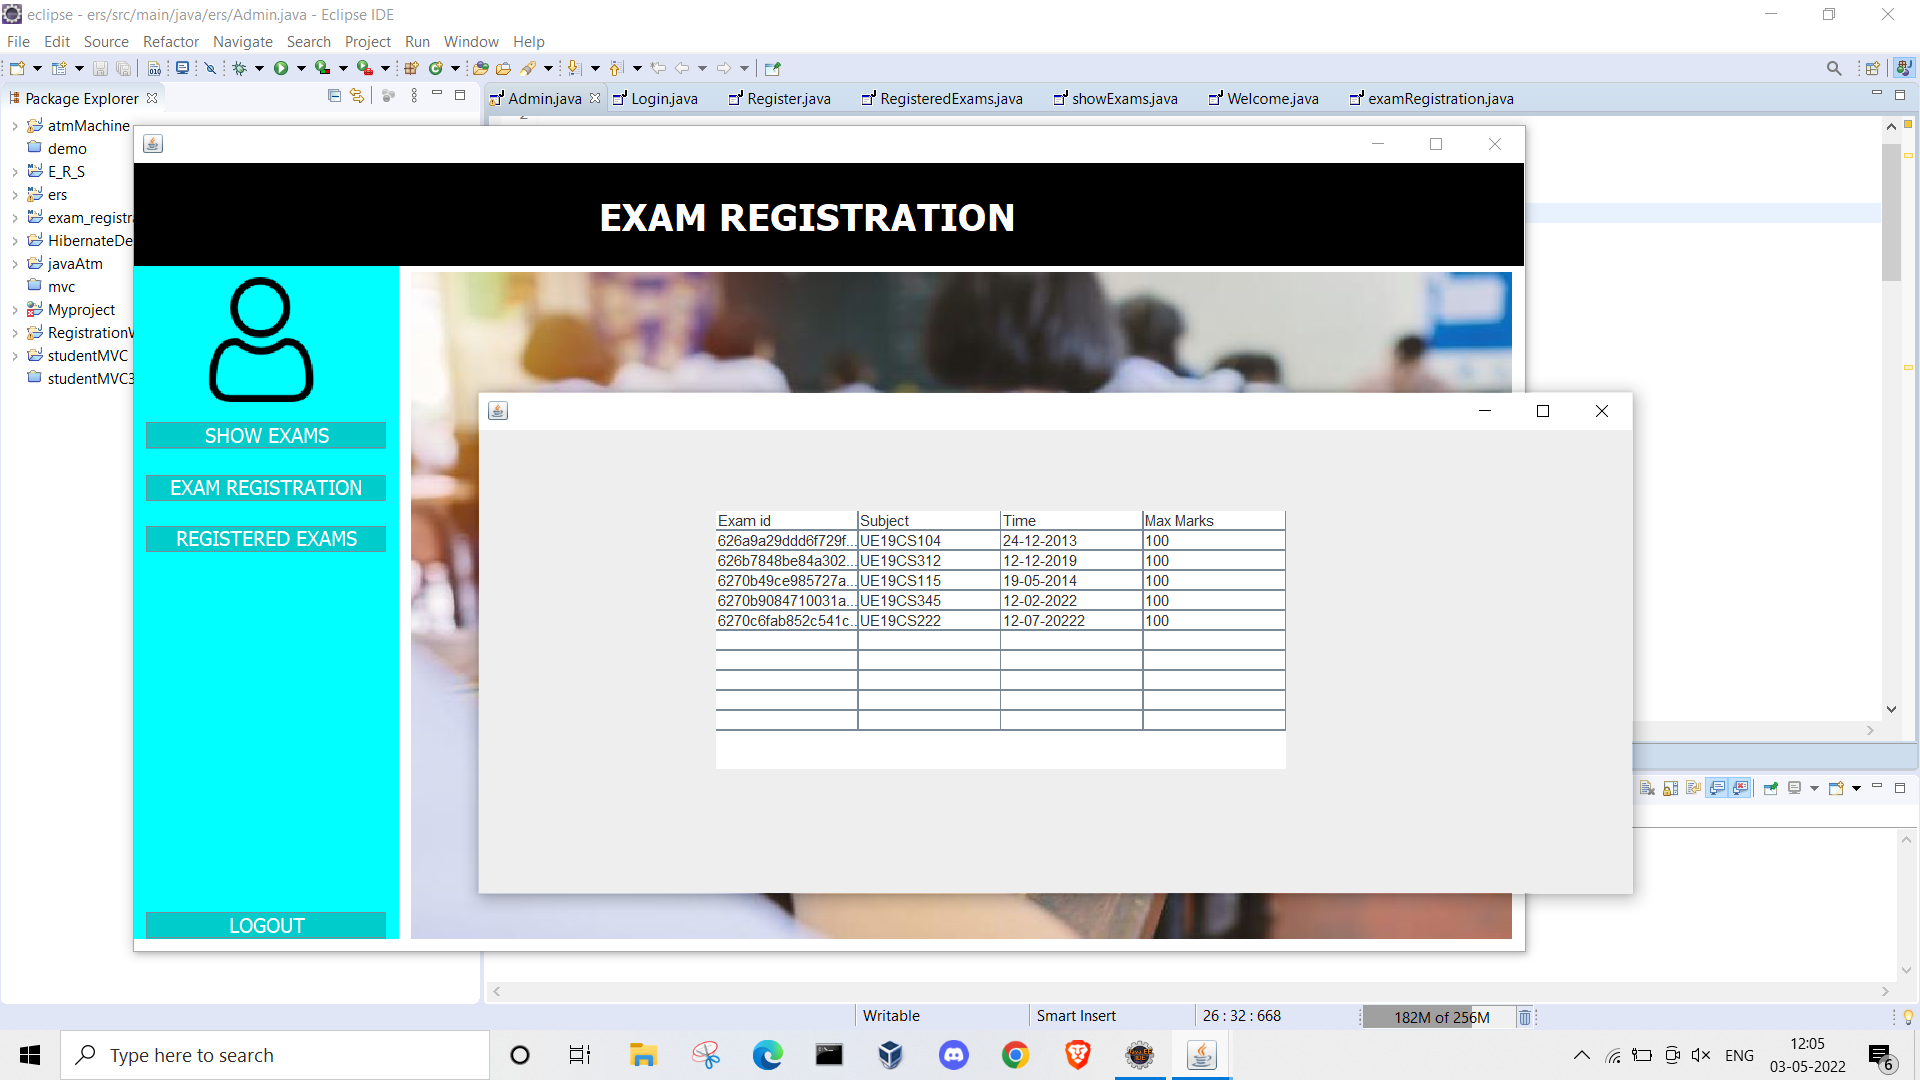 eclipse - ers/src/main/java/ers/Admin.java - Eclipse IDE
File Edit Source Refactor Navigate Search Project Run Window Help
Package Explorer
Admin.java Login.java Register.java RegisteredExams.java showExams.java Welcome.java examRegistration.java
atmMachine
demo
E_R_S
ers
exam_registra
HibernateDe
javaAtm
mvc
Myproject
RegistrationW
studentMVC
studentMVC3
EXAM REGISTRATION
SHOW EXAMS
EXAM REGISTRATION
REGISTERED EXAMS
LOGOUT
Exam id Subject Time Max Marks
626a9a29ddd6f729f... UE19CS104 24-12-2013 100
626b7848be84a302... UE19CS312 12-12-2019 100
6270b49ce985727a... UE19CS115 19-05-2014 100
6270b9084710031a... UE19CS345 12-02-2022 100
6270c6fab852c541c... UE19CS222 12-07-20222 100
Writable Smart Insert 26 : 32 : 668 182M of 256M
Type here to search
ENG
12:05
03-05-2022
6